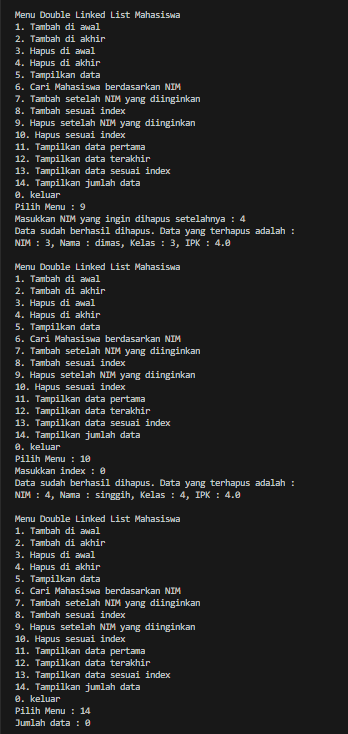 Menu Double Linked List Mahasiswa
1. Tambah di awal
2. Tambah di akhir
3. Hapus di awal
4. Hapus di akhir
5. Tampilkan data
6. Cari Mahasiswa berdasarkan NIM
7. Tambah setelah NIM yang diinginkan
8. Tambah sesuai index
9. Hapus setelah NIM yang diinginkan
10. Hapus sesuai index
11. Tampilkan data pertama
12. Tampilkan data terakhir
13. Tampilkan data sesuai index
14. Tampilkan jumlah data
0. keluar
Pilih Menu : 9
Masukkan NIM yang ingin dihapus setelahnya : 4
Data sudah berhasil dihapus. Data yang terhapus adalah :
NIM : 3, Nama : dimas, Kelas : 3, IPK : 4.0
Menu Double Linked List Mahasiswa
1. Tambah di awal
2. Tambah di akhir
3. Hapus di awal
4. Hapus di akhir
5. Tampilkan data
6. Cari Mahasiswa berdasarkan NIM
7. Tambah setelah NIM yang diinginkan
8. Tambah sesuai index
9. Hapus setelah NIM yang diinginkan
10. Hapus sesuai index
11. Tampilkan data pertama
12. Tampilkan data terakhir
13. Tampilkan data sesuai index
14. Tampilkan jumlah data
0. keluar
Pilih Menu : 10
Masukkan index : 0
Data sudah berhasil dihapus. Data yang terhapus adalah :
NIM : 4, Nama : singgih, Kelas : 4, IPK : 4.0
Menu Double Linked List Mahasiswa
1. Tambah di awal
2. Tambah di akhir
3. Hapus di awal
4. Hapus di akhir
5. Tampilkan data
6. Cari Mahasiswa berdasarkan NIM
7. Tambah setelah NIM yang diinginkan
8. Tambah sesuai index
9. Hapus setelah NIM yang diinginkan
10. Hapus sesuai index
11. Tampilkan data pertama
12. Tampilkan data terakhir
13. Tampilkan data sesuai index
14. Tampilkan jumlah data
0. keluar
Pilih Menu : 14
Jumlah data : 0